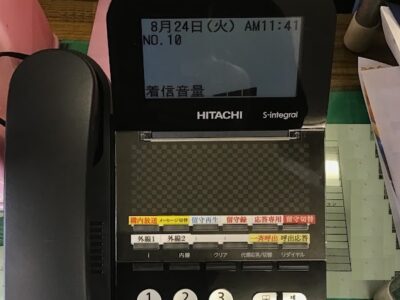 8月24日(火) AM11:41
NO.10
着信音量
HITACHI S-integral
構内放送 メッセージ切替 留守再生 留守録 応答専用 留守切替
外線1 外線2 一斉呼出 呼出応答
内線 クリア 代表応答/切替 リダイヤル
1 2 3